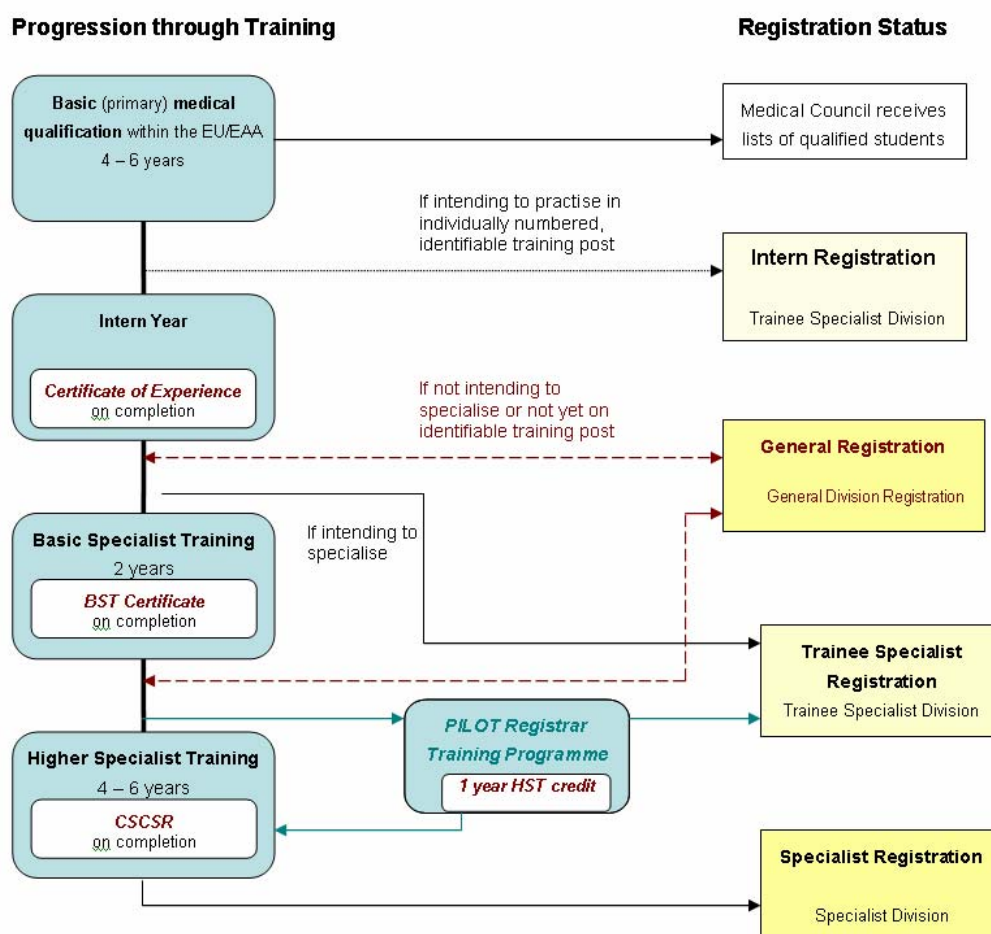 Progression through Training
Registration Status
Basic (primary) medical
qualification within the EU/EAA
4 – 6 years
Medical Council receives
lists of qualified students
If intending to practise in
individually numbered,
identifiable training post
Intern Registration
Trainee Specialist Division
Intern Year
Certificate of Experience
on completion
If not intending to
specialise or not yet on
identifiable training post
General Registration
General Division Registration
If intending to
specialise
Basic Specialist Training
2 years
BST Certificate
on completion
Trainee Specialist
Registration
Trainee Specialist Division
PILOT Registrar
Training Programme
1 year HST credit
Higher Specialist Training
4 – 6 years
CSCSR
on completion
Specialist Registration
Specialist Division